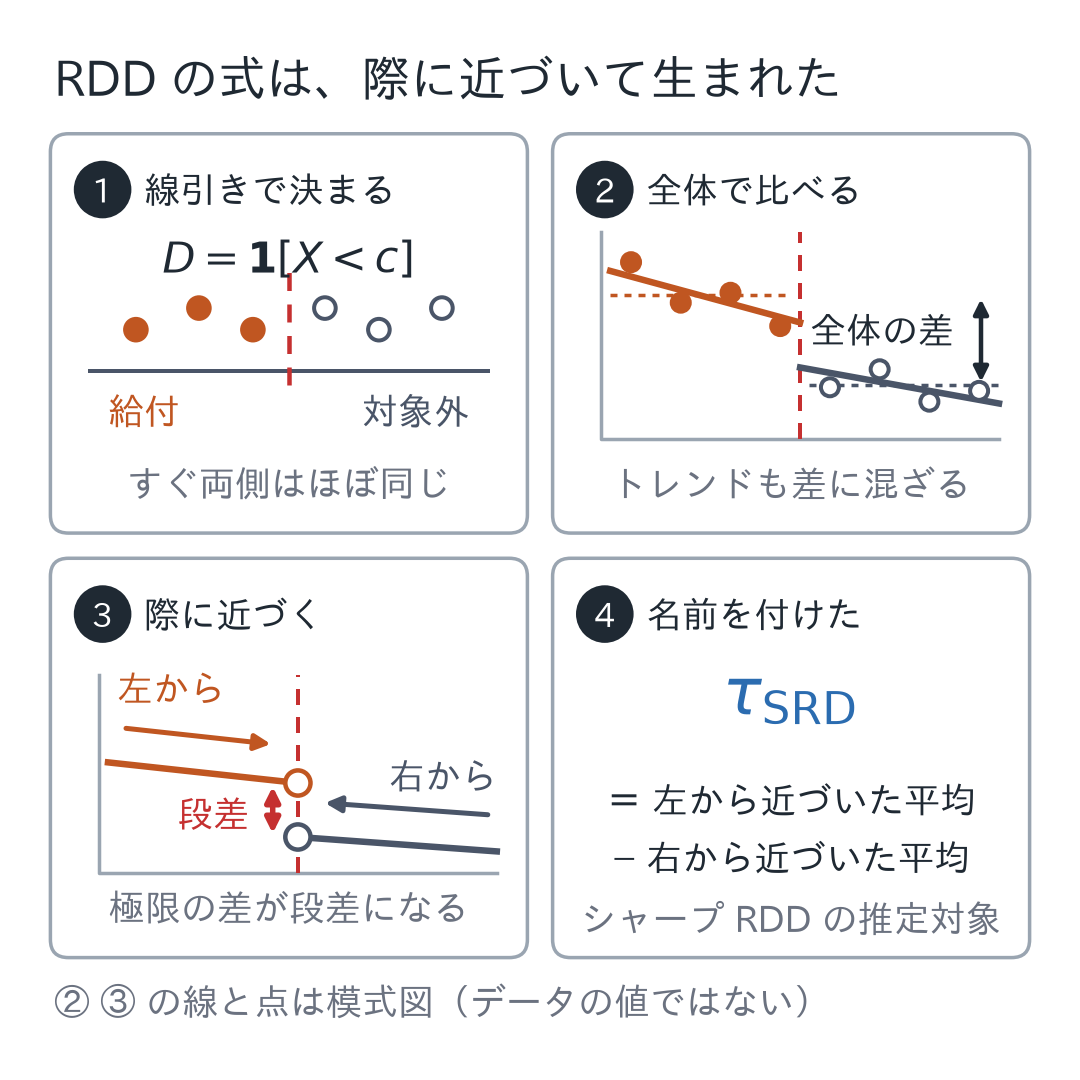 RDD の式は、際に近づいて生まれた
1 線引きで決まる
D = 1[X < c]
給付 対象外
すぐ両側はほぼ同じ
2 全体で比べる
全体の差
トレンドも差に混ざる
3 際に近づく
左から
右から
段差
極限の差が段差になる
4 名前を付けた
τSRD
= 左から近づいた平均
− 右から近づいた平均
シャープ RDD の推定対象
② ③ の線と点は模式図（データの値ではない）